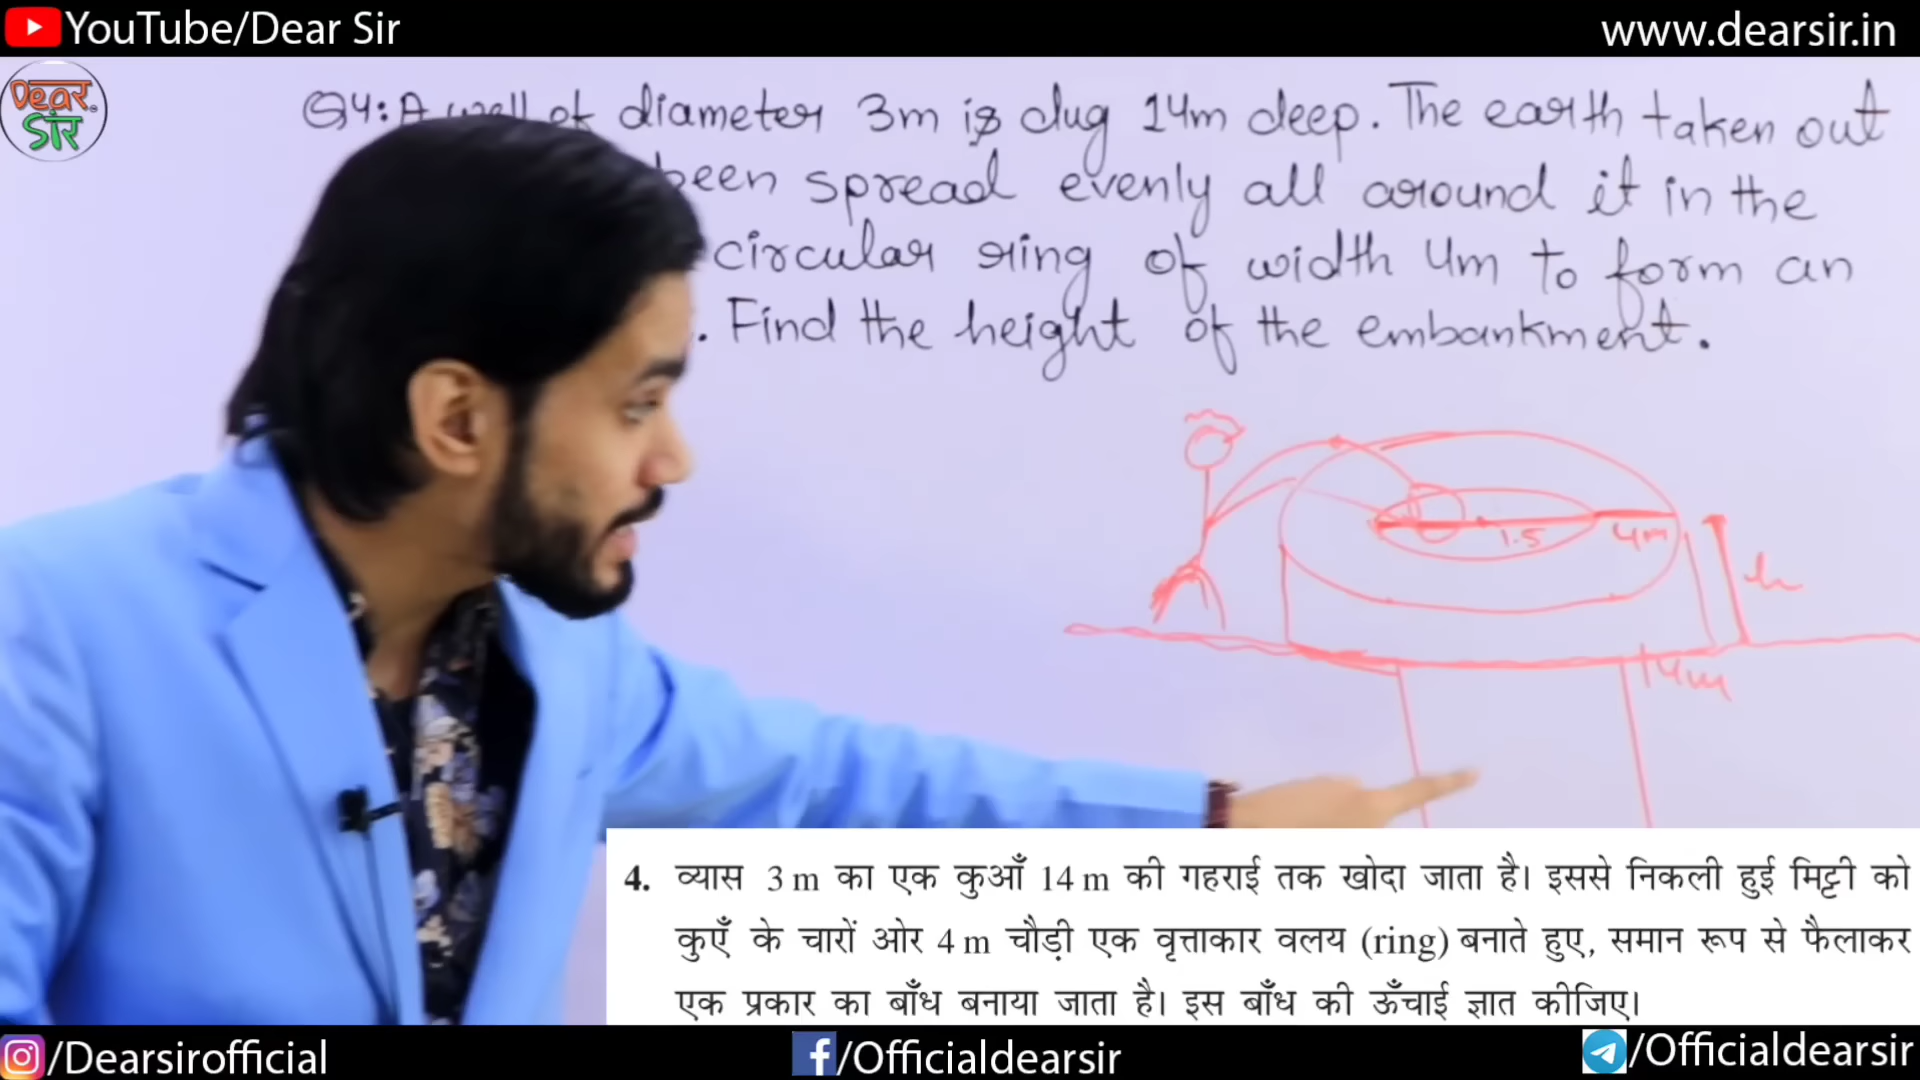 YouTube/Dear Sir
www.dearsir.in
Dear
सर
Q4: A well of diameter 3m is dug 14m deep. The earth taken out
been spread evenly all around it in the
circular ring of width 4m to form an
. Find the height of the embankment.
1.5 4m
h
14m
4. व्यास 3 m का एक कुआँ 14 m की गहराई तक खोदा जाता है। इससे निकली हुई मिट्टी को
कुएँ के चारों ओर 4 m चौड़ी एक वृत्ताकार वलय (ring) बनाते हुए, समान रूप से फैलाकर
एक प्रकार का बाँध बनाया जाता है। इस बाँध की ऊँचाई ज्ञात कीजिए।
/Dearsirofficial
/Officialdearsir
/Officialdearsir